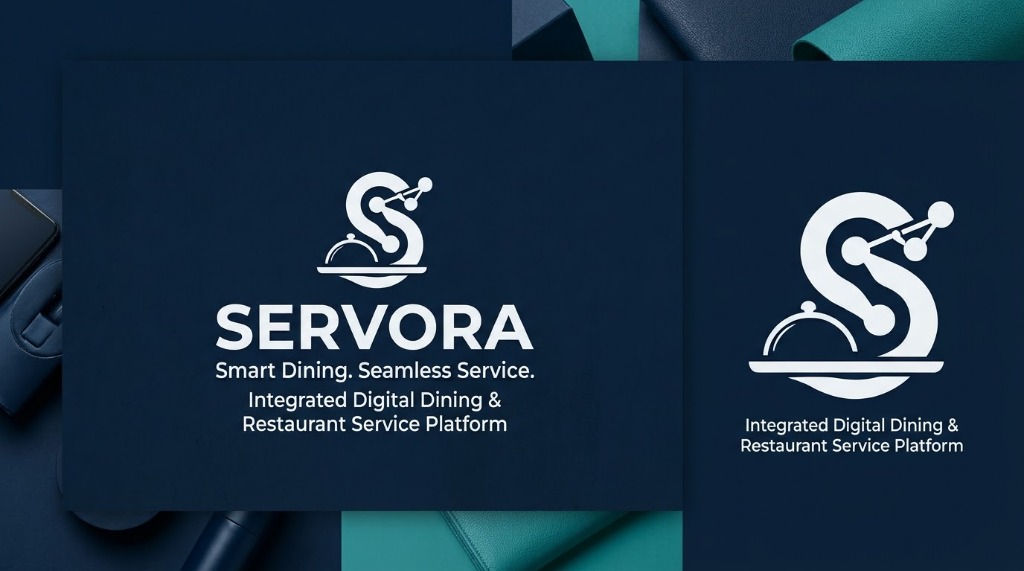 SERVORA
Smart Dining. Seamless Service.
Integrated Digital Dining &
Restaurant Service Platform
Integrated Digital Dining &
Restaurant Service Platform